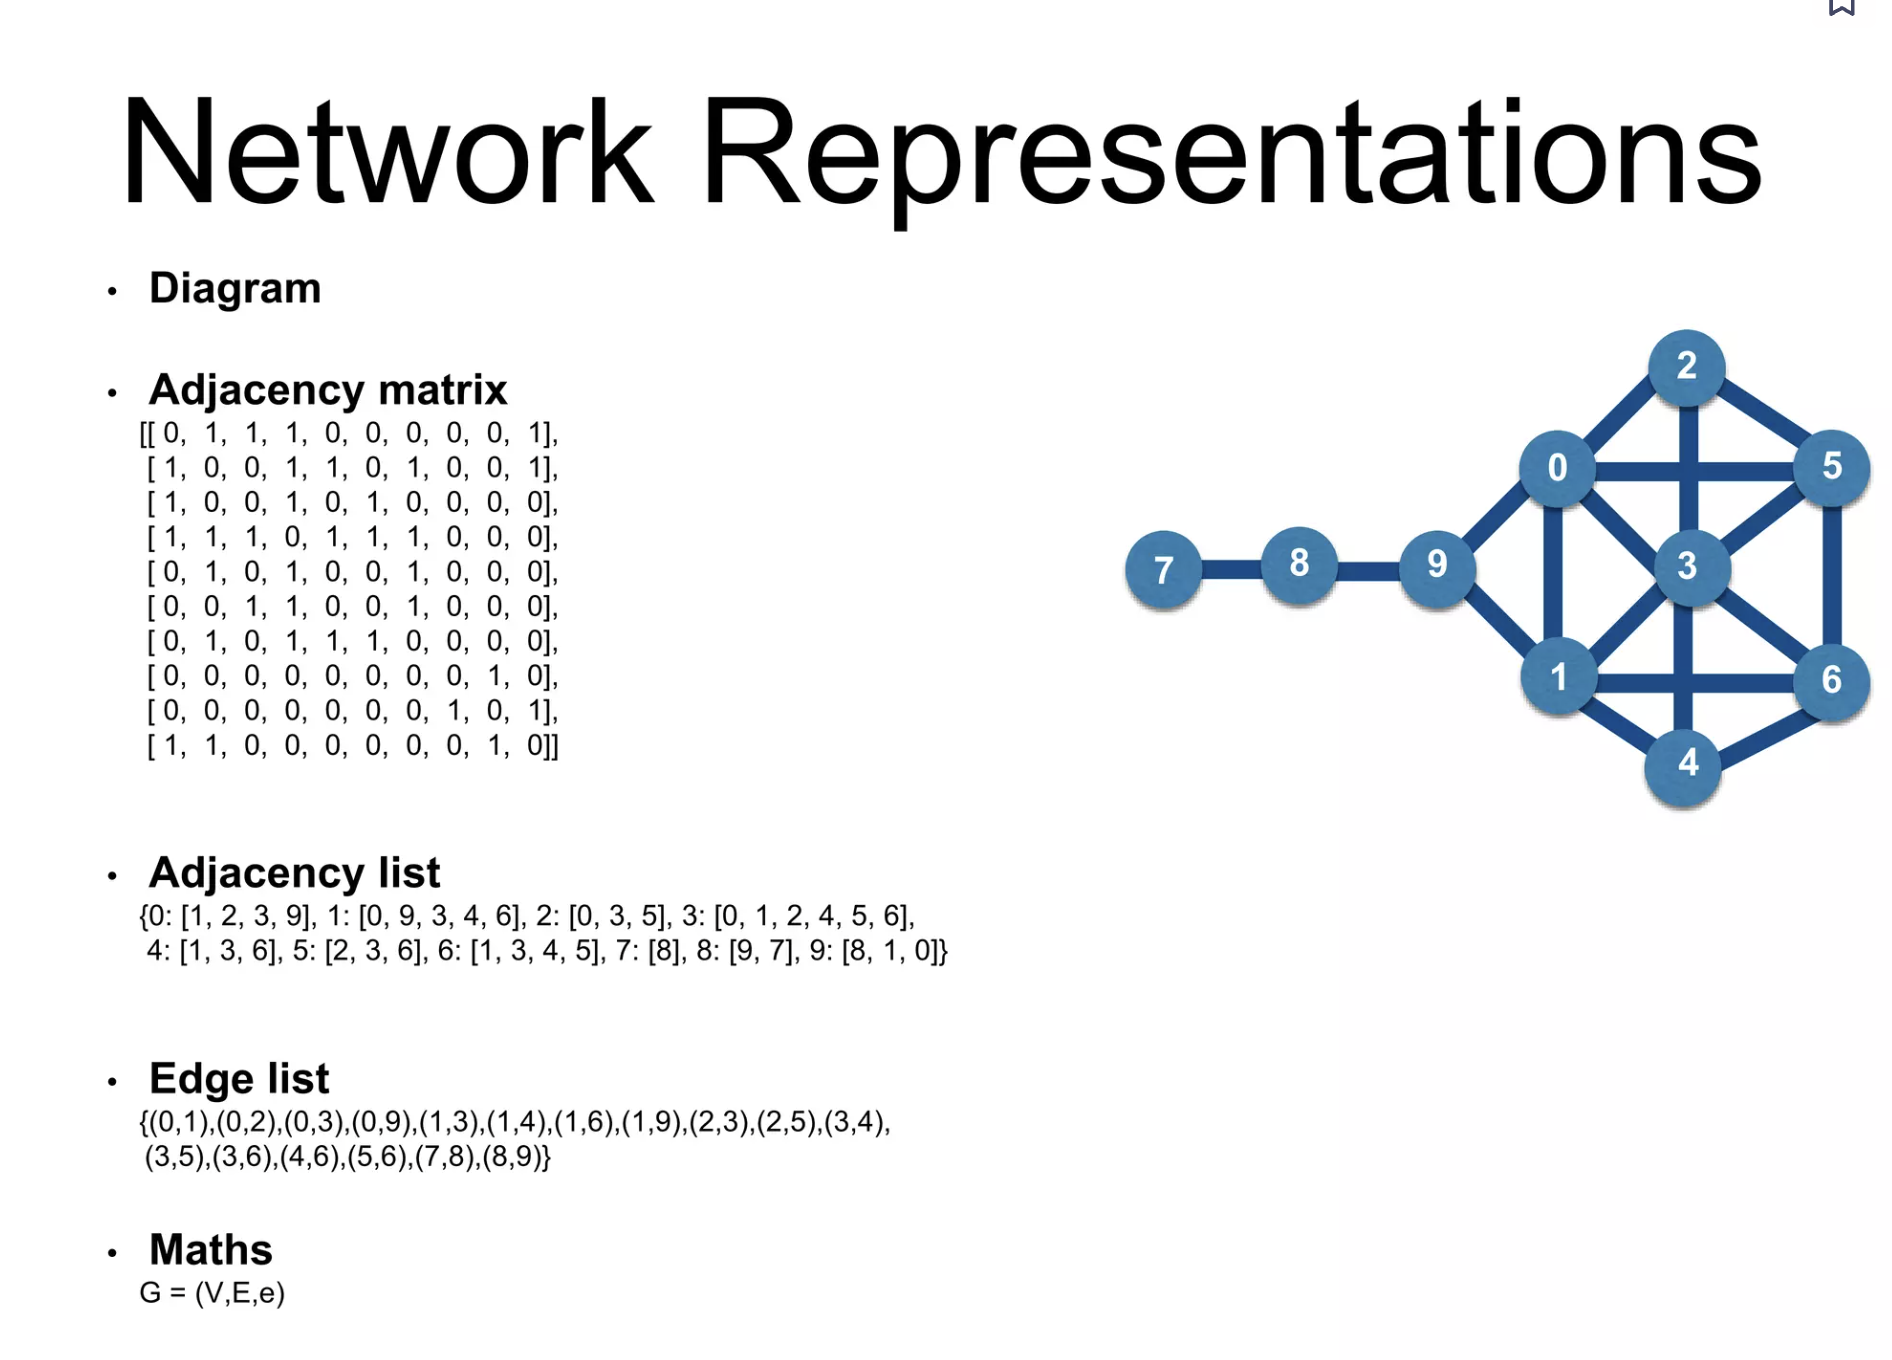 Network Representations
• Diagram
• Adjacency matrix
[[ 0, 1, 1, 1, 0, 0, 0, 0, 0, 1],
[ 1, 0, 0, 1, 1, 0, 1, 0, 0, 1],
[ 1, 0, 0, 1, 0, 1, 0, 0, 0, 0],
[ 1, 1, 1, 0, 1, 1, 1, 0, 0, 0],
[ 0, 1, 0, 1, 0, 0, 1, 0, 0, 0],
[ 0, 0, 1, 1, 0, 0, 1, 0, 0, 0],
[ 0, 1, 0, 1, 1, 1, 0, 0, 0, 0],
[ 0, 0, 0, 0, 0, 0, 0, 0, 1, 0],
[ 0, 0, 0, 0, 0, 0, 0, 1, 0, 1],
[ 1, 1, 0, 0, 0, 0, 0, 0, 1, 0]]
• Adjacency list
{0: [1, 2, 3, 9], 1: [0, 9, 3, 4, 6], 2: [0, 3, 5], 3: [0, 1, 2, 4, 5, 6],
4: [1, 3, 6], 5: [2, 3, 6], 6: [1, 3, 4, 5], 7: [8], 8: [9, 7], 9: [8, 1, 0]}
• Edge list
{(0,1),(0,2),(0,3),(0,9),(1,3),(1,4),(1,6),(1,9),(2,3),(2,5),(3,4),
(3,5),(3,6),(4,6),(5,6),(7,8),(8,9)}
• Maths
G = (V,E,e)
2
0
5
7
8
9
3
1
6
4